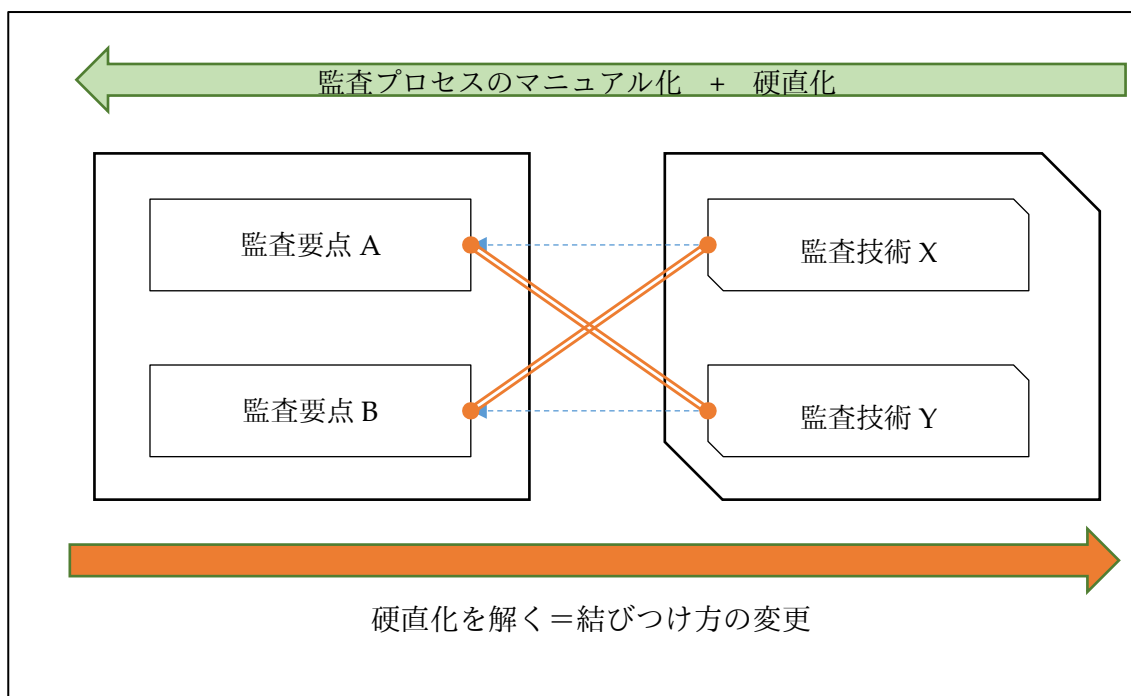 監査プロセスのマニュアル化 + 硬直化
監査要点 A
監査技術 X
監査要点 B
監査技術 Y
硬直化を解く＝結びつけ方の変更